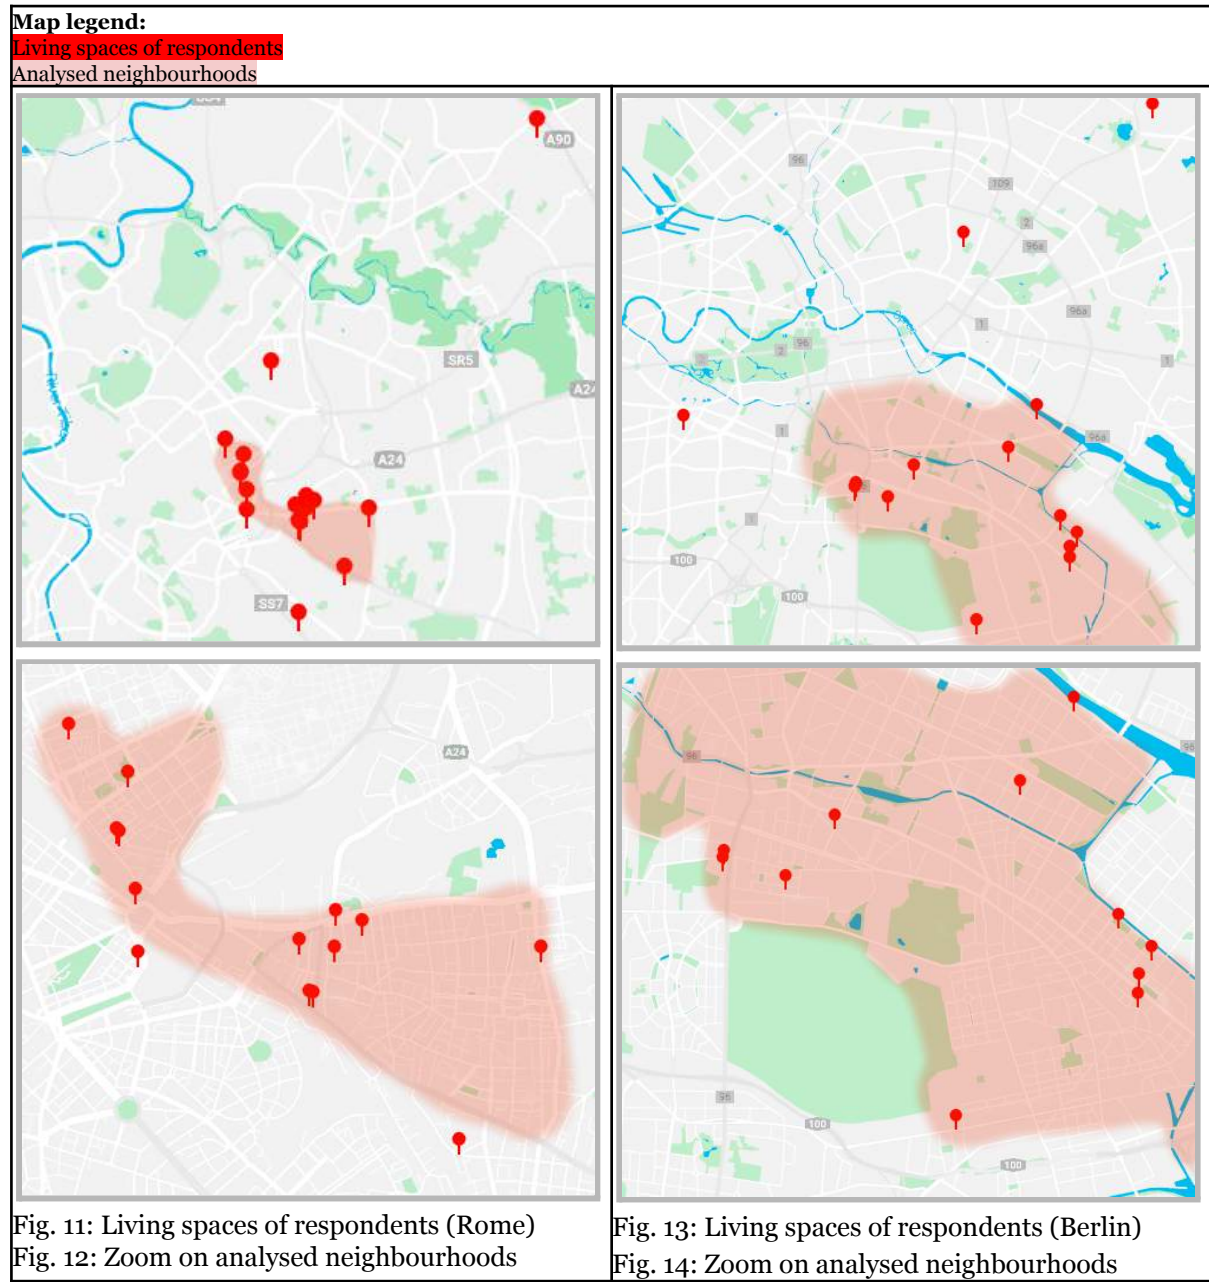 Map legend:
Living spaces of respondents
Analysed neighbourhoods
A90
SR5
A24
A24
SS7
96
109
2
96a
96a
1
1
2
96
2
1
96a
1
100
100
A24
96
96
96
100
100
Fig. 11: Living spaces of respondents (Rome)
Fig. 12: Zoom on analysed neighbourhoods
Fig. 13: Living spaces of respondents (Berlin)
Fig. 14: Zoom on analysed neighbourhoods